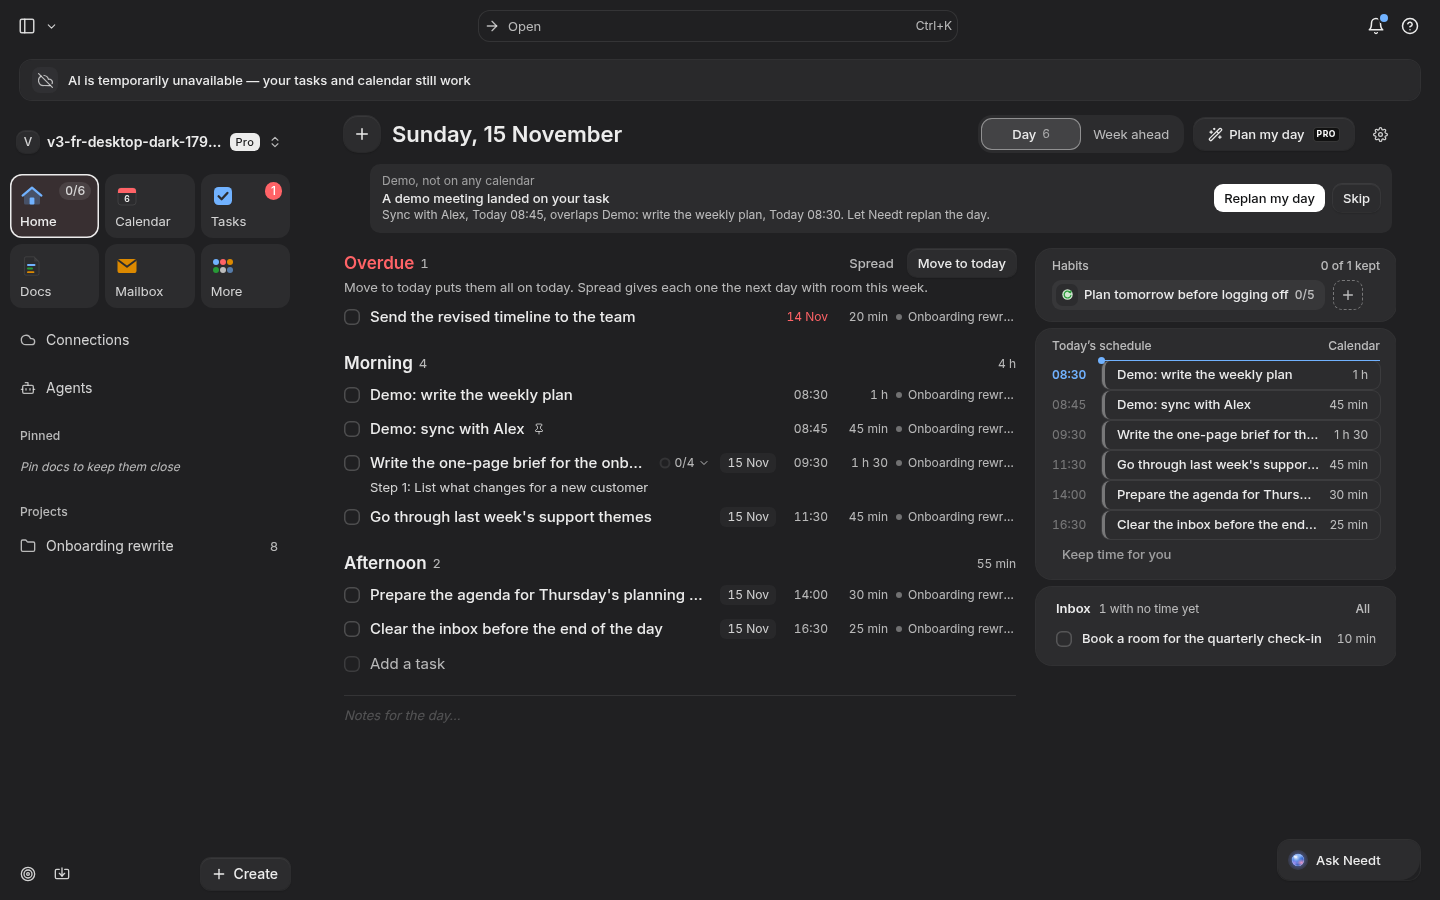 Open
Ctrl+K
AI is temporarily unavailable — your tasks and calendar still work
V
v3-fr-desktop-dark-179...
Pro
Home
0/6
6
Calendar
Tasks
1
Docs
Mailbox
More
Connections
Agents
Pinned
Pin docs to keep them close
Projects
Onboarding rewrite 8
Create
Sunday, 15 November
Day 6
Week ahead
Plan my day PRO
Demo, not on any calendar
A demo meeting landed on your task
Sync with Alex, Today 08:45, overlaps Demo: write the weekly plan, Today 08:30. Let Needt replan the day.
Replan my day
Skip
Overdue 1
Spread
Move to today
Move to today puts them all on today. Spread gives each one the next day with room this week.
Send the revised timeline to the team 14 Nov 20 min Onboarding rewr...
Morning 4 4 h
Demo: write the weekly plan 08:30 1 h Onboarding rewr...
Demo: sync with Alex 08:45 45 min Onboarding rewr...
Write the one-page brief for the onb... 0/4 15 Nov 09:30 1 h 30 Onboarding rewr...
Step 1: List what changes for a new customer
Go through last week's support themes 15 Nov 11:30 45 min Onboarding rewr...
Afternoon 2 55 min
Prepare the agenda for Thursday's planning ... 15 Nov 14:00 30 min Onboarding rewr...
Clear the inbox before the end of the day 15 Nov 16:30 25 min Onboarding rewr...
Add a task
Notes for the day...
Habits 0 of 1 kept
Plan tomorrow before logging off 0/5
Today's schedule Calendar
08:30 Demo: write the weekly plan 1 h
08:45 Demo: sync with Alex 45 min
09:30 Write the one-page brief for th... 1 h 30
11:30 Go through last week's suppor... 45 min
14:00 Prepare the agenda for Thurs... 30 min
16:30 Clear the inbox before the end... 25 min
Keep time for you
Inbox 1 with no time yet All
Book a room for the quarterly check-in 10 min
Ask Needt